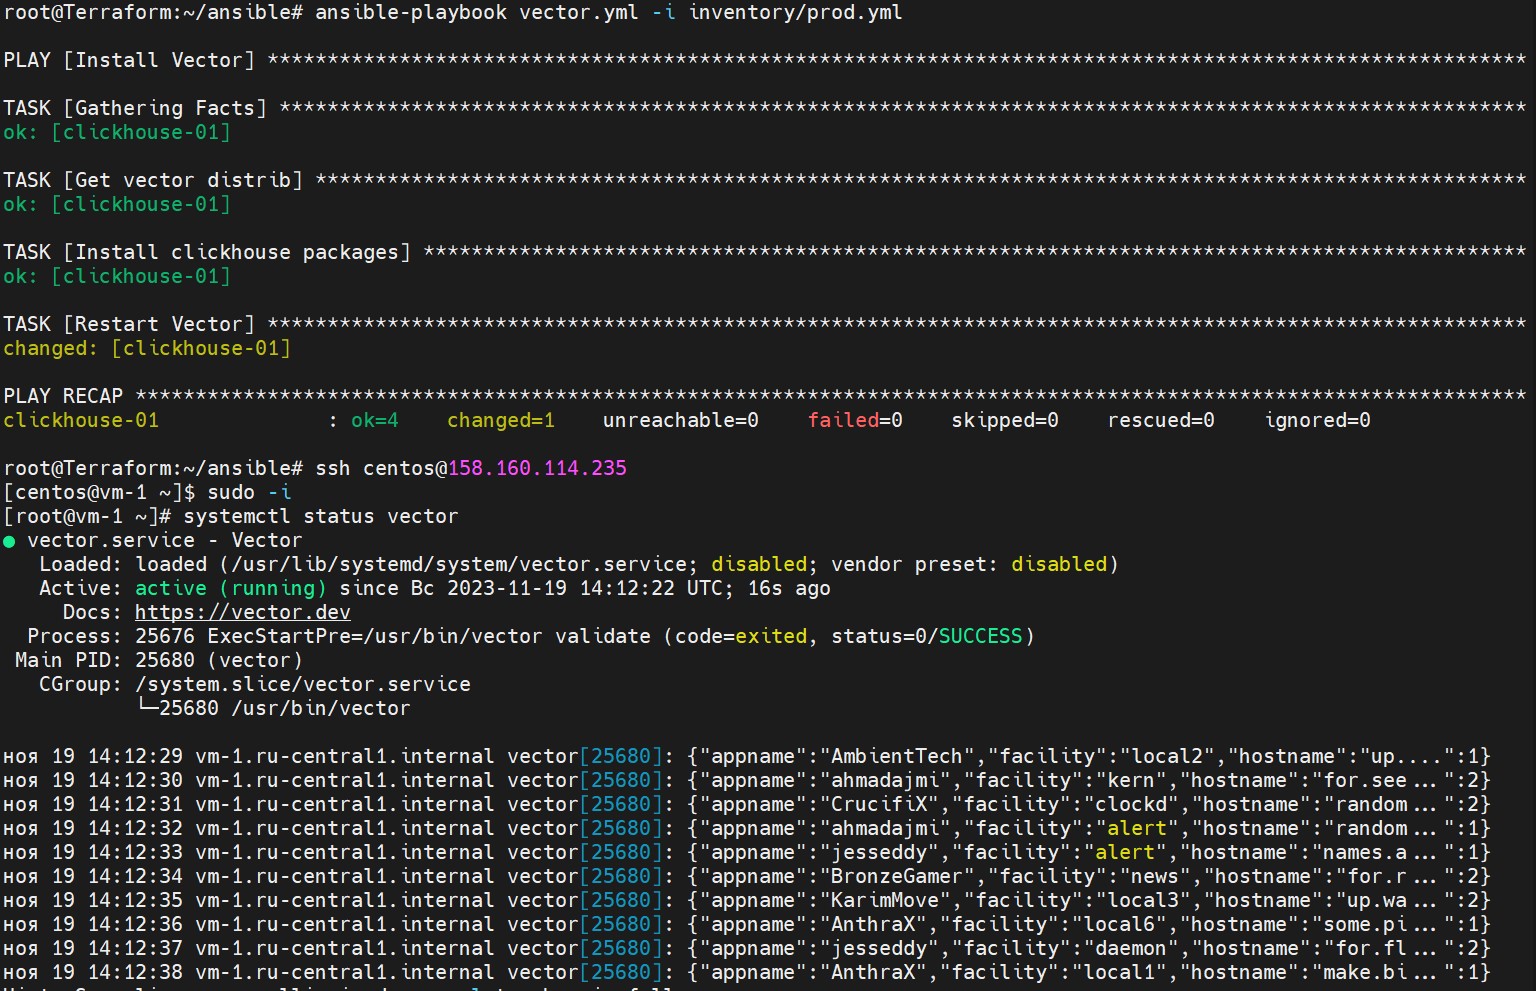 root@Terraform:~/ansible# ansible-playbook vector.yml -i inventory/prod.yml
PLAY [Install Vector] *********************************************************************************************************
TASK [Gathering Facts] ********************************************************************************************************
ok: [clickhouse-01]
TASK [Get vector distrib] *****************************************************************************************************
ok: [clickhouse-01]
TASK [Install clickhouse packages] ********************************************************************************************
ok: [clickhouse-01]
TASK [Restart Vector] *********************************************************************************************************
changed: [clickhouse-01]
PLAY RECAP ********************************************************************************************************************
clickhouse-01 : ok=4 changed=1 unreachable=0 failed=0 skipped=0 rescued=0 ignored=0
root@Terraform:~/ansible# ssh centos@158.160.114.235
[centos@vm-1 ~]$ sudo -i
[root@vm-1 ~]# systemctl status vector
● vector.service - Vector
Loaded: loaded (/usr/lib/systemd/system/vector.service; disabled; vendor preset: disabled)
Active: active (running) since Вс 2023-11-19 14:12:22 UTC; 16s ago
Docs: https://vector.dev
Process: 25676 ExecStartPre=/usr/bin/vector validate (code=exited, status=0/SUCCESS)
Main PID: 25680 (vector)
CGroup: /system.slice/vector.service
└─25680 /usr/bin/vector
ноя 19 14:12:29 vm-1.ru-central1.internal vector[25680]: {"appname":"AmbientTech","facility":"local2","hostname":"up....":1}
ноя 19 14:12:30 vm-1.ru-central1.internal vector[25680]: {"appname":"ahmadajmi","facility":"kern","hostname":"for.see...":2}
ноя 19 14:12:31 vm-1.ru-central1.internal vector[25680]: {"appname":"CrucifiX","facility":"clockd","hostname":"random...":2}
ноя 19 14:12:32 vm-1.ru-central1.internal vector[25680]: {"appname":"ahmadajmi","facility":"alert","hostname":"random...":1}
ноя 19 14:12:33 vm-1.ru-central1.internal vector[25680]: {"appname":"jesseddy","facility":"alert","hostname":"names.a...":1}
ноя 19 14:12:34 vm-1.ru-central1.internal vector[25680]: {"appname":"BronzeGamer","facility":"news","hostname":"for.r...":2}
ноя 19 14:12:35 vm-1.ru-central1.internal vector[25680]: {"appname":"KarimMove","facility":"local3","hostname":"up.wa...":2}
ноя 19 14:12:36 vm-1.ru-central1.internal vector[25680]: {"appname":"AnthraX","facility":"local6","hostname":"some.pi...":1}
ноя 19 14:12:37 vm-1.ru-central1.internal vector[25680]: {"appname":"jesseddy","facility":"daemon","hostname":"for.fl...":2}
ноя 19 14:12:38 vm-1.ru-central1.internal vector[25680]: {"appname":"AnthraX","facility":"local1","hostname":"make.bi...":1}